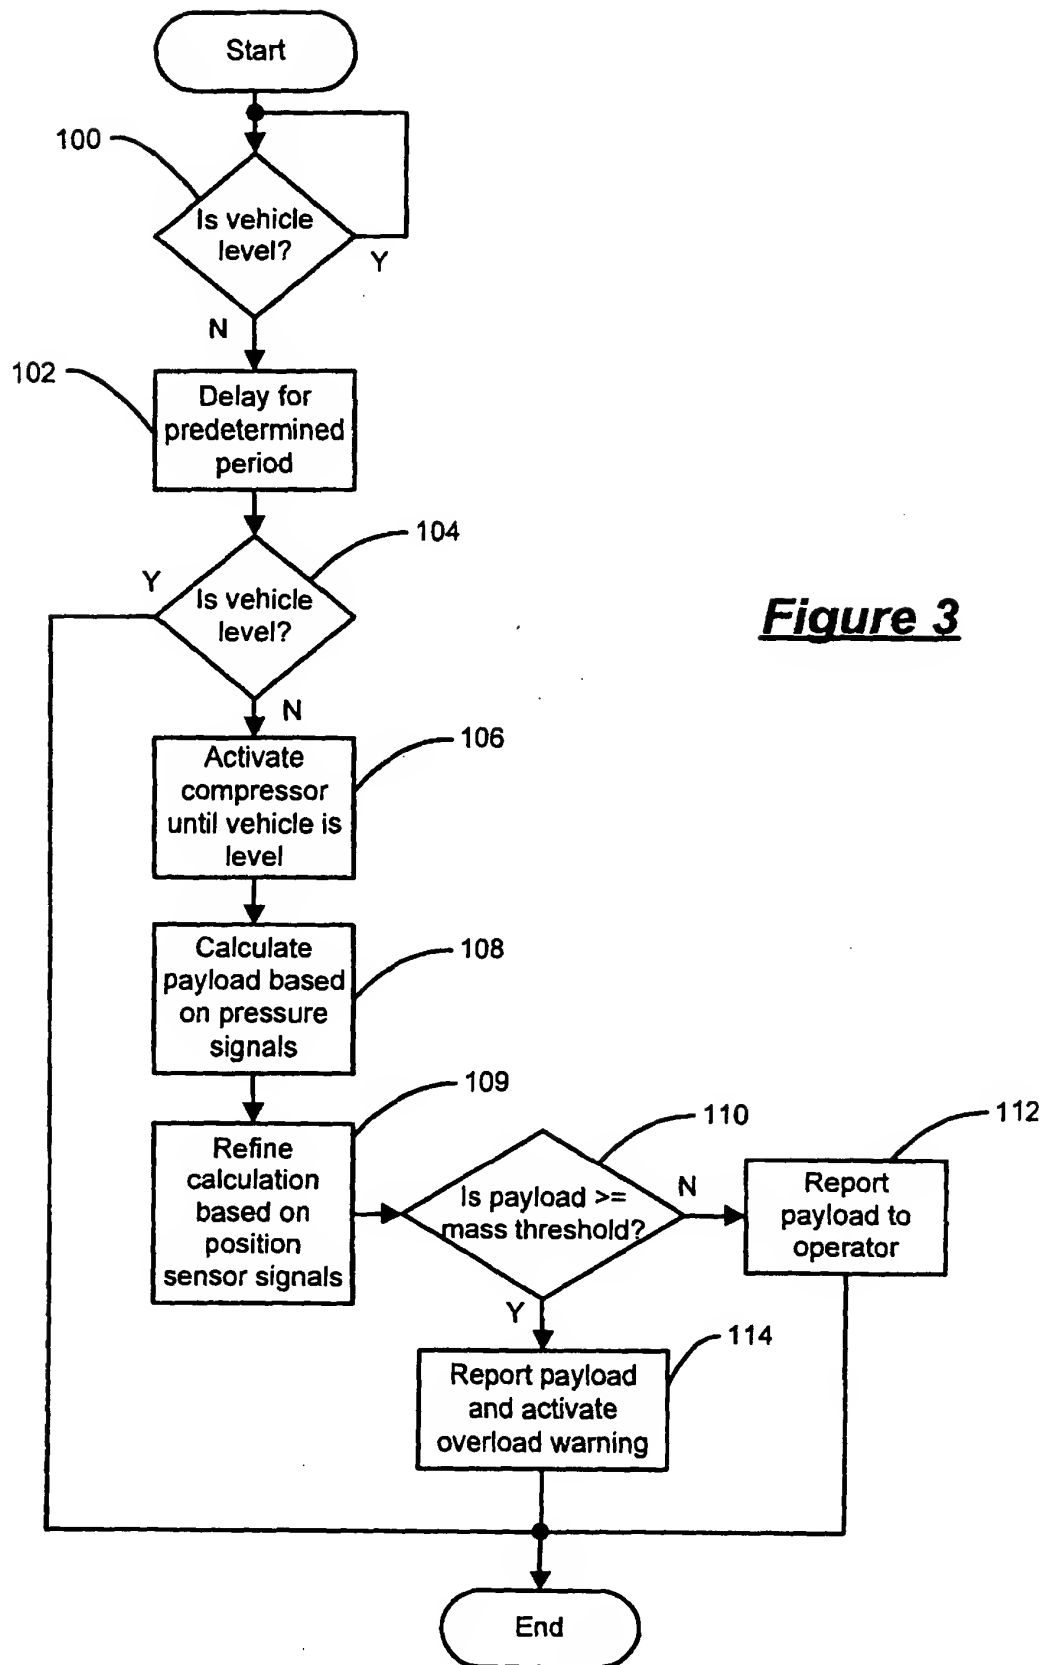 Start
100
Is vehicle
level?
Y
N
102
Delay for
predetermined
period
104
Y
Is vehicle
level?
Figure 3
N
106
Activate
compressor
until vehicle is
level
108
Calculate
payload based
on pressure
signals
109
Refine
calculation
based on
position
sensor signals
110
Is payload >=
mass threshold?
N
112
Report
payload to
operator
Y
114
Report payload
and activate
overload warning
End